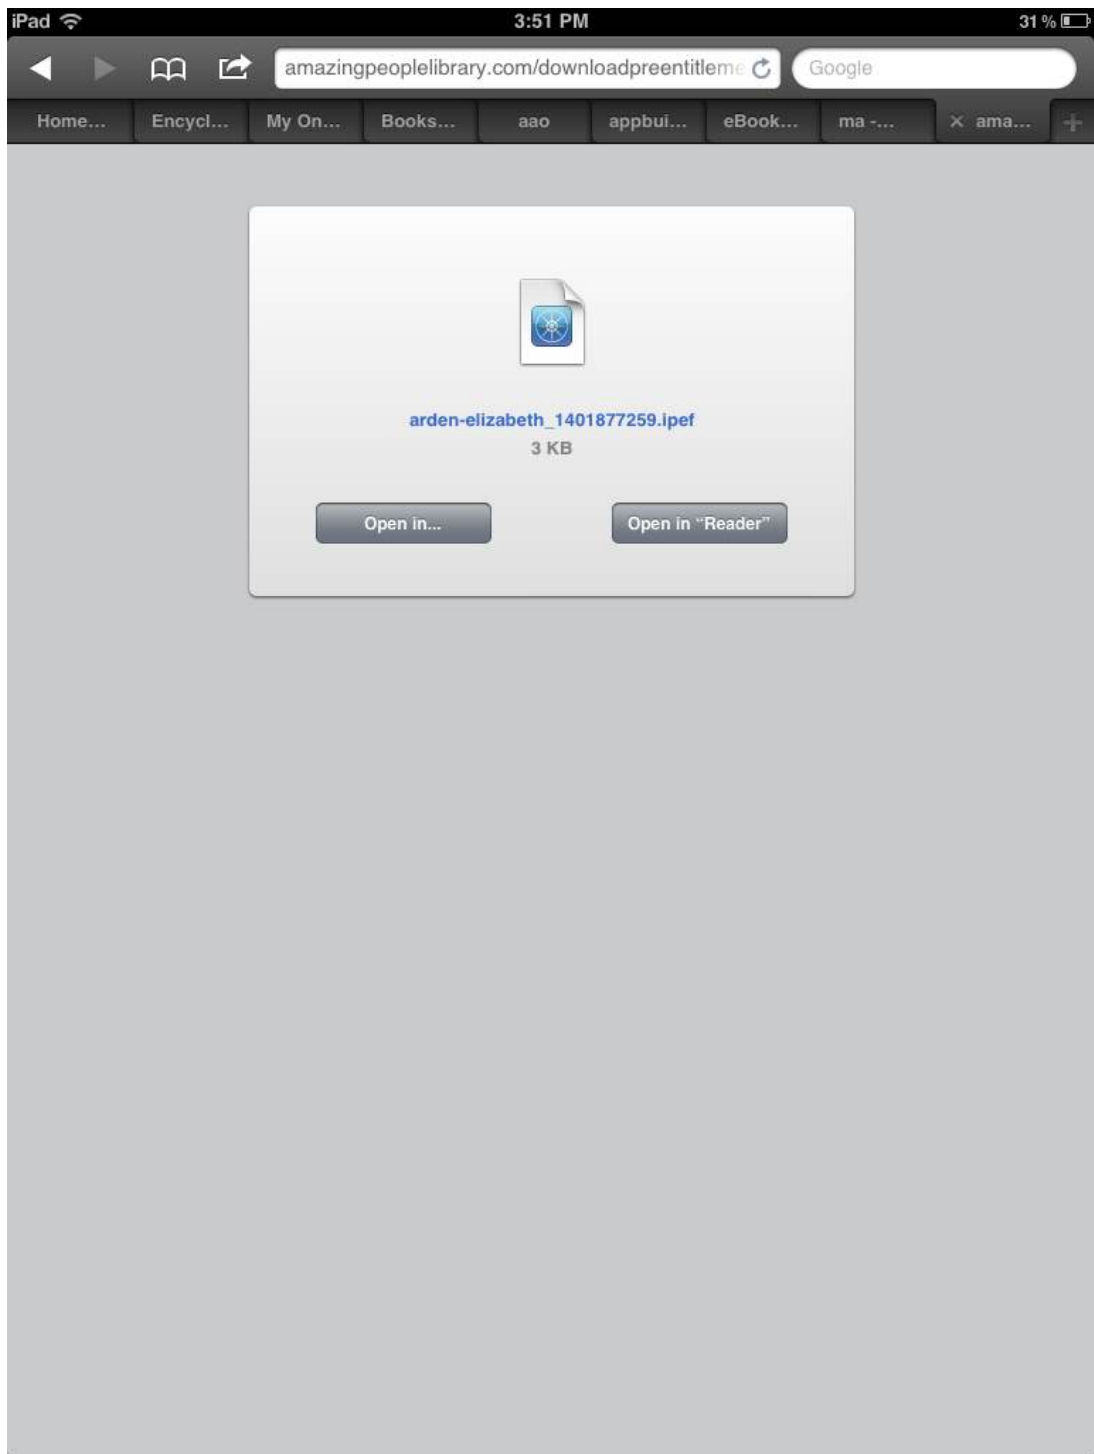 iPad 3:51 PM 31 %
amazingpeoplelibrary.com/downloadpreentitleme Google
Home... Encycl... My On... Books... aao appbui... eBook... ma -... × ama... +
arden-elizabeth_1401877259.ipef
3 KB
Open in... Open in “Reader”